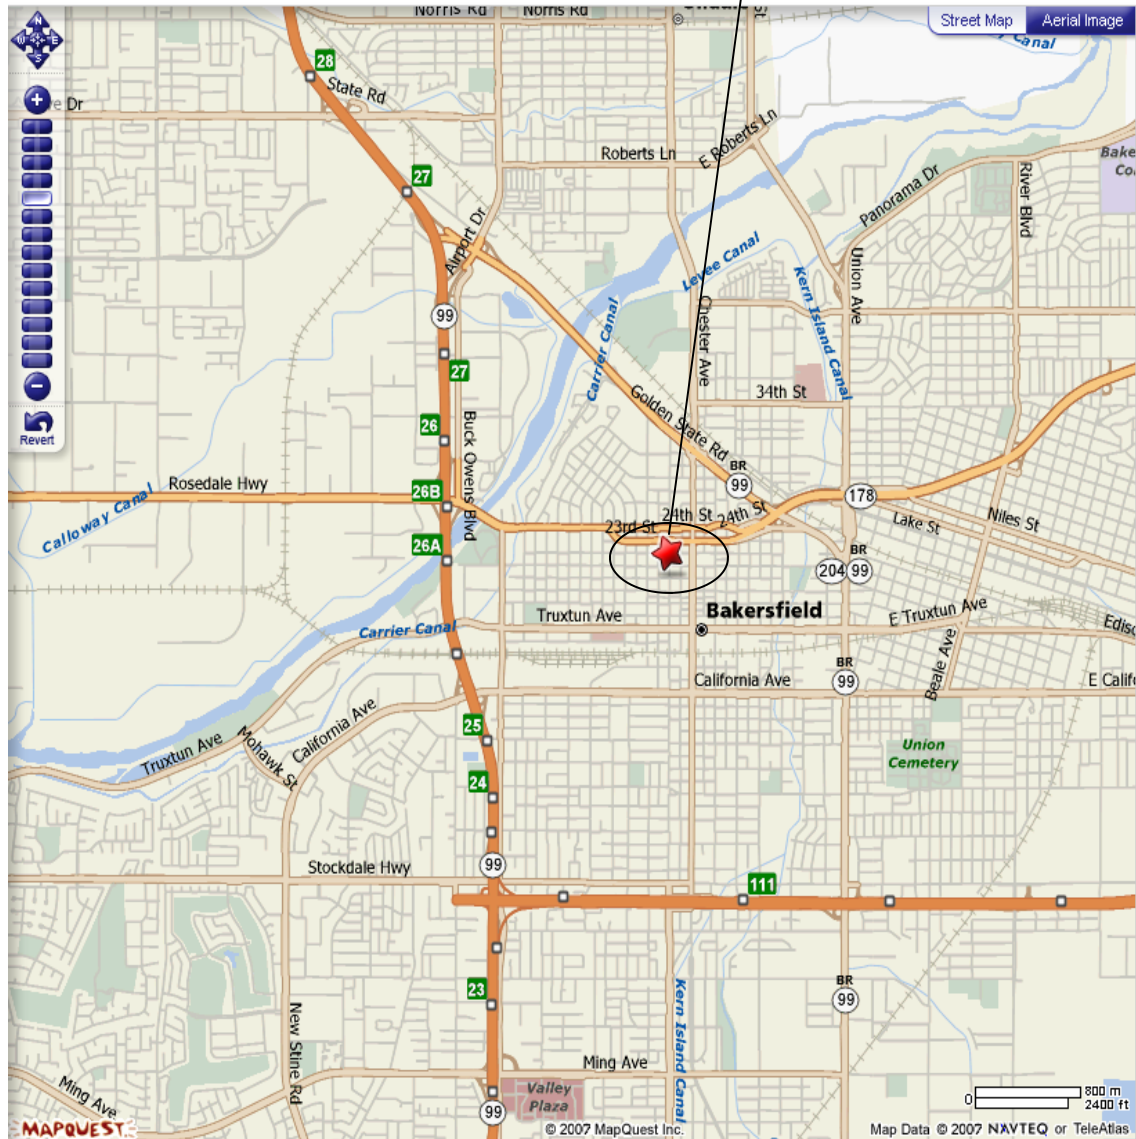 Norris Rd
Norris Rd
St
Street Map
Aerial Image
Canal
N
W
E
S
28
State Rd
Dr
Roberts Ln
E Roberts Ln
27
Panorama Dr
River Blvd
Bake
Co
Airport Dr
Levee Canal
Kern Island Canal
Union Ave
99
Carrier Canal
Chester Ave
27
34th St
Golden State Rd
26
Buck Owens Blvd
Revert
BR
99
Rosedale Hwy
26B
178
Calloway Canal
24th St
24th St
23rd St
Lake St
Niles St
26A
BR
204
99
Truxtun Ave
Bakersfield
E Truxtun Ave
Carrier Canal
Edis
BR
99
California Ave
Beale Ave
E Calif
25
California Ave
Truxtun Ave
Mohawk St
Union
Cemetery
24
99
Stockdale Hwy
111
23
BR
99
New Stine Rd
Kern Island Canal
Ming Ave
Ming Ave
Valley
Plaza
99
0
800 m
2400 ft
MAPQUEST
© 2007 MapQuest Inc.
Map Data © 2007 NAVTEQ or TeleAtlas